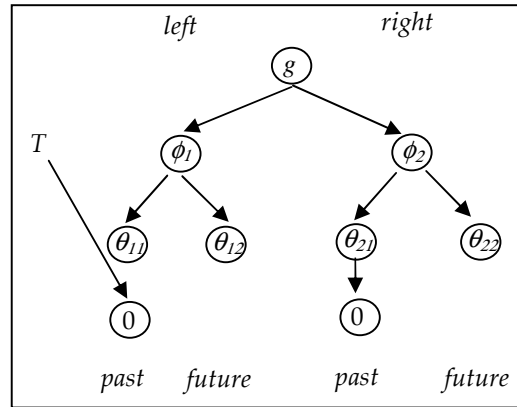 left right
g
T ϕ1 ϕ2
θ11 θ12 θ21 θ22
0 0
past future past future